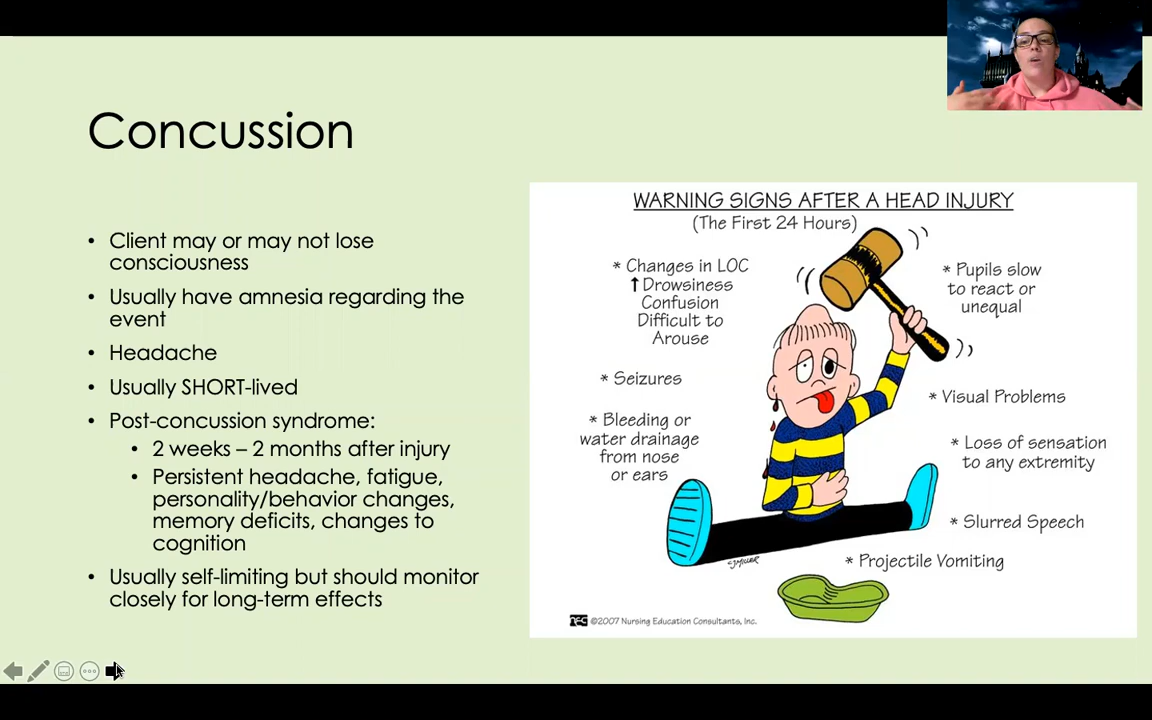 Concussion
• Client may or may not lose
consciousness
• Usually have amnesia regarding the
event
• Headache
• Usually SHORT-lived
• Post-concussion syndrome:
• 2 weeks – 2 months after injury
• Persistent headache, fatigue,
personality/behavior changes,
memory deficits, changes to
cognition
• Usually self-limiting but should monitor
closely for long-term effects
WARNING SIGNS AFTER A HEAD INJURY
(The First 24 Hours)
* Changes in LOC
↑Drowsiness
Confusion
Difficult to
Arouse
* Seizures
* Bleeding or
water drainage
from nose
or ears
* Pupils slow
to react or
unequal
* Visual Problems
* Loss of sensation
to any extremity
* Slurred Speech
* Projectile Vomiting
nec ©2007 Nursing Education Consultants, Inc.